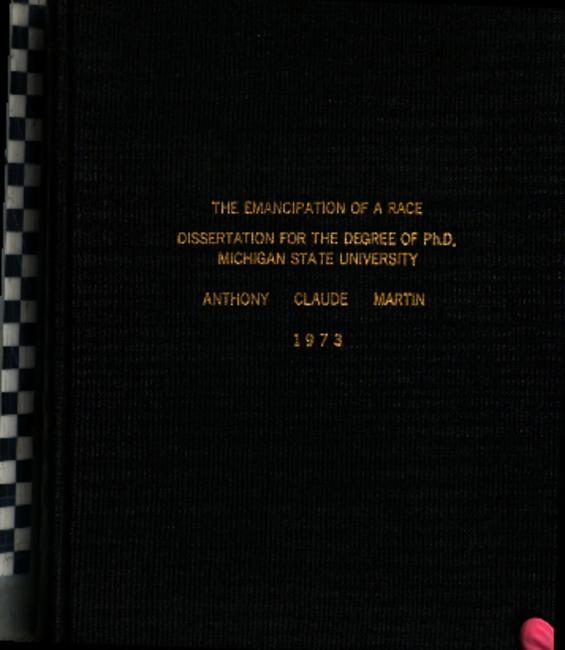 THE EMANCIPATION OF A RACE
DISSERTATION FOR THE DEGREE OF Ph.D.
MICHIGAN STATE UNIVERSITY
ANTHONY CLAUDE MARTIN
1973